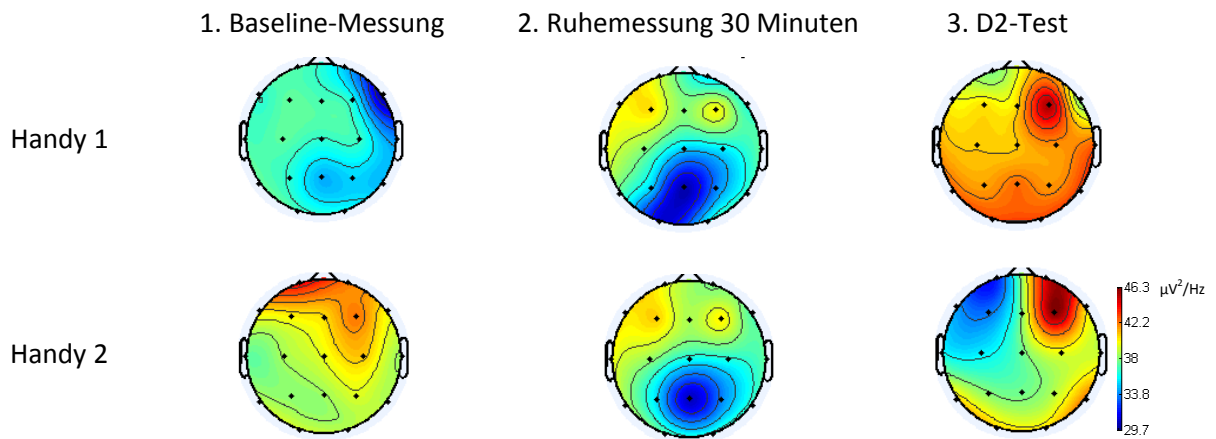 1. Baseline-Messung 2. Ruhemessung 30 Minuten 3. D2-Test
Handy 1
Handy 2
46.3 µV²/Hz
42.2
38
33.8
29.7